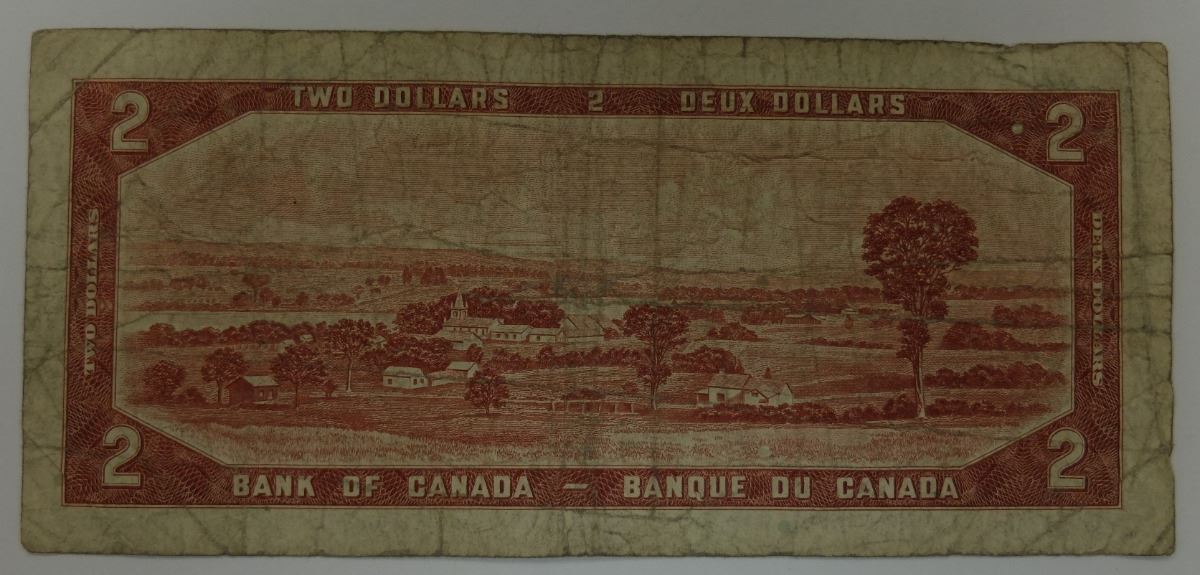 2 TWO DOLLARS 2 DEUX DOLLARS 2
TWO DOLLARS
DEUX DOLLARS
2 BANK OF CANADA — BANQUE DU CANADA 2